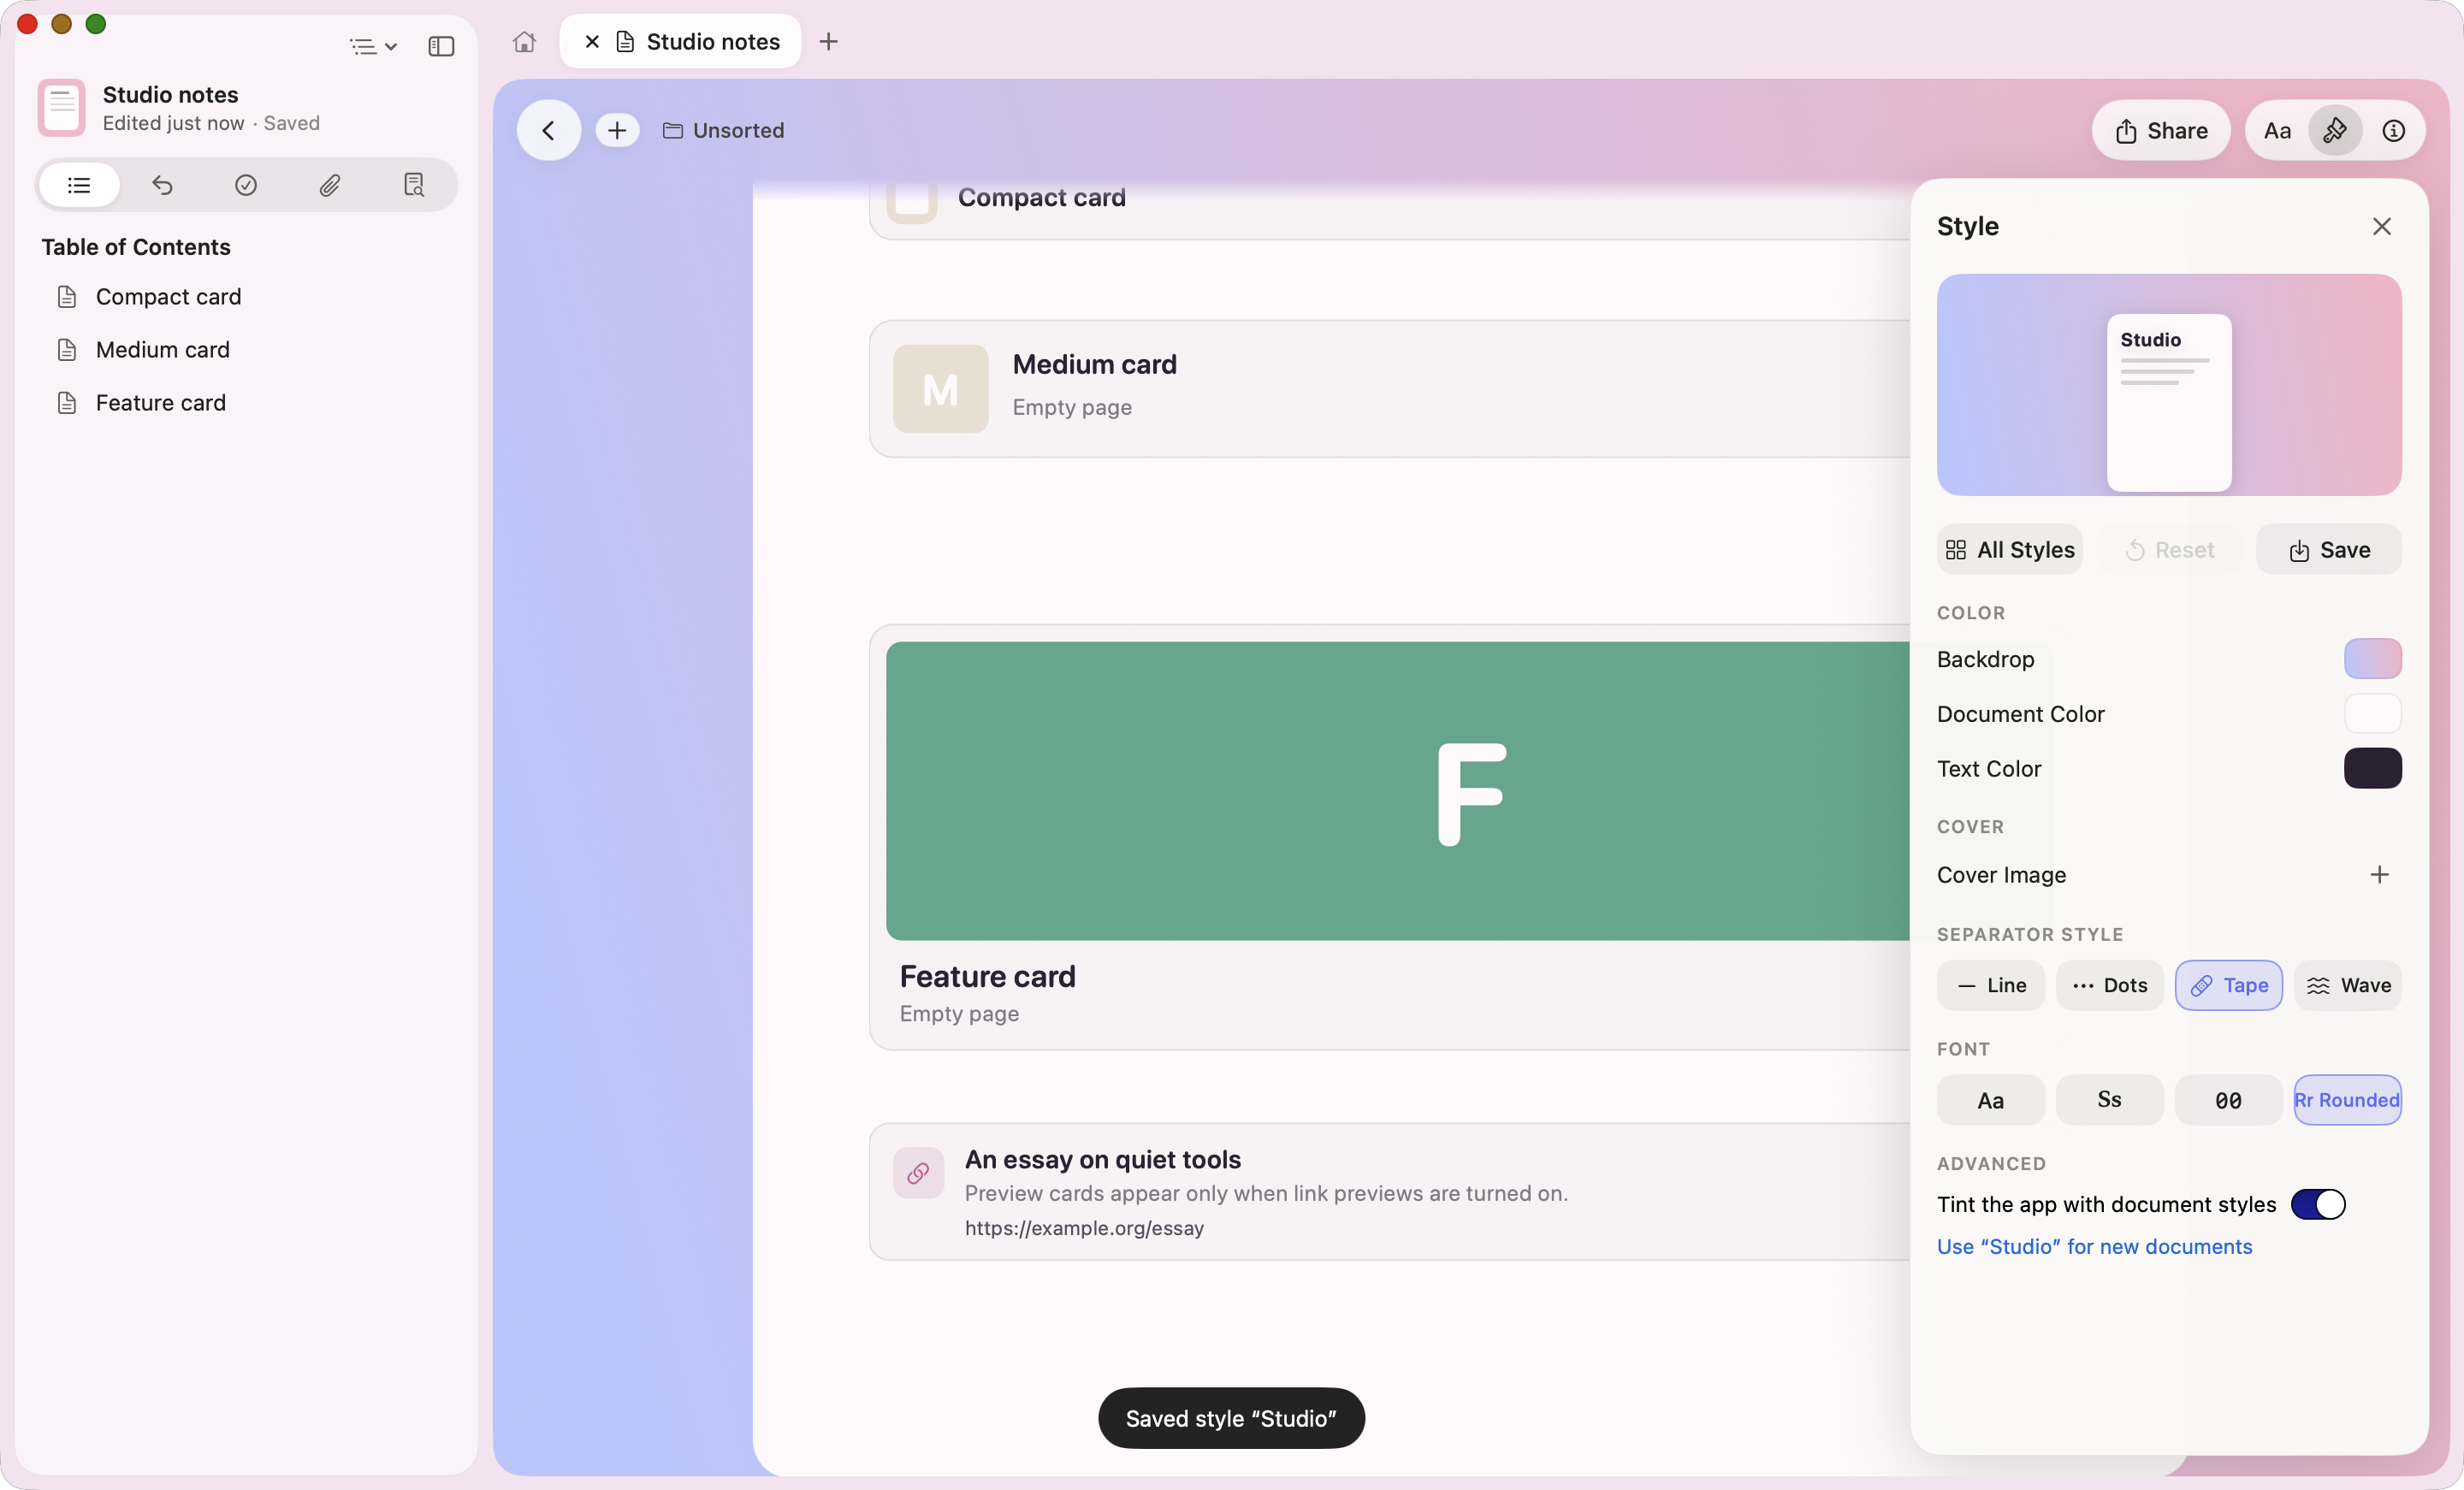 Studio notes
Studio notes
Edited just now · Saved
Unsorted
Share
Aa
Table of Contents
Compact card
Medium card
Feature card
Compact card
M
Medium card
Empty page
F
Feature card
Empty page
An essay on quiet tools
Preview cards appear only when link previews are turned on.
https://example.org/essay
Saved style “Studio”
Style
Studio
All Styles
Reset
Save
COLOR
Backdrop
Document Color
Text Color
COVER
Cover Image
SEPARATOR STYLE
Line
Dots
Tape
Wave
FONT
Aa
Ss
00
Rr Rounded
ADVANCED
Tint the app with document styles
Use “Studio” for new documents